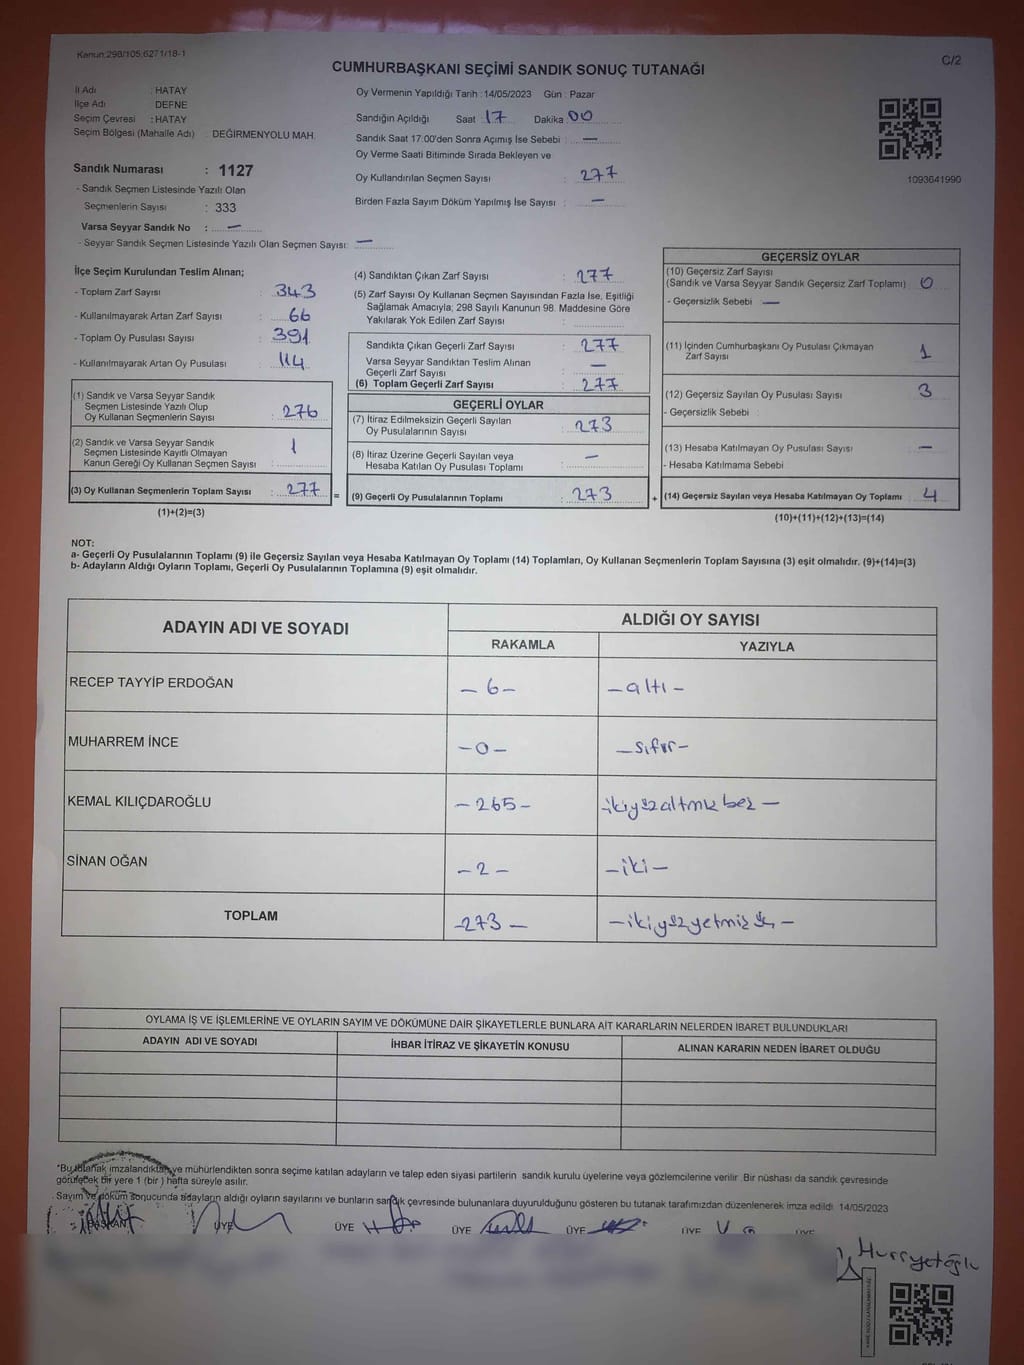 Kanun:298/105,6271/18-1
C/2
CUMHURBAŞKANI SEÇİMİ SANDIK SONUÇ TUTANAĞI
İl Adı : HATAY
İlçe Adı DEFNE
Seçim Çevresi : HATAY
Seçim Bölgesi (Mahalle Adı) : DEĞİRMENYOLU MAH.
Sandık Numarası : 1127
- Sandık Seçmen Listesinde Yazılı Olan
Seçmenlerin Sayısı : 333
Varsa Seyyar Sandık No : —
- Seyyar Sandık Seçmen Listesinde Yazılı Olan Seçmen Sayısı: —
Oy Vermenin Yapıldığı Tarih : 14/05/2023 Gün : Pazar
Sandığın Açıldığı Saat : 17 Dakika 00
Sandık Saat 17:00'den Sonra Açımış İse Sebebi : —
Oy Verme Saati Bitiminde Sırada Bekleyen ve
Oy Kullandırılan Seçmen Sayısı : 277
Birden Fazla Sayım Döküm Yapılmış İse Sayısı : —
1093641990
İlçe Seçim Kurulundan Teslim Alınan;
- Toplam Zarf Sayısı : 343
- Kullanılmayarak Artan Zarf Sayısı : 66
- Toplam Oy Pusulası Sayısı : 391
- Kullanılmayarak Artan Oy Pusulası : 114
(1) Sandık ve Varsa Seyyar Sandık
Seçmen Listesinde Yazılı Olup
Oy Kullanan Seçmenlerin Sayısı : 276
(2) Sandık ve Varsa Seyyar Sandık
Seçmen Listesinde Kayıtlı Olmayan
Kanun Gereği Oy Kullanan Seçmen Sayısı : 1
(3) Oy Kullanan Seçmenlerin Toplam Sayısı : 277
(1)+(2)=(3)
=
(4) Sandıktan Çıkan Zarf Sayısı : 277
(5) Zarf Sayısı Oy Kullanan Seçmen Sayısından Fazla İse, Eşitliği
Sağlamak Amacıyla; 298 Sayılı Kanunun 98. Maddesine Göre
Yakılarak Yok Edilen Zarf Sayısı :
Sandıkta Çıkan Geçerli Zarf Sayısı : 277
Varsa Seyyar Sandıktan Teslim Alınan
Geçerli Zarf Sayısı : —
(6) Toplam Geçerli Zarf Sayısı : 277
GEÇERLİ OYLAR
(7) İtiraz Edilmeksizin Geçerli Sayılan
Oy Pusulalarının Sayısı : 273
(8) İtiraz Üzerine Geçerli Sayılan veya
Hesaba Katılan Oy Pusulası Toplamı : —
(9) Geçerli Oy Pusulalarının Toplamı : 273
+
GEÇERSİZ OYLAR
(10) Geçersiz Zarf Sayısı
(Sandık ve Varsa Seyyar Sandık Geçersiz Zarf Toplamı) : 0
- Geçersizlik Sebebi : —
(11) İçinden Cumhurbaşkanı Oy Pusulası Çıkmayan
Zarf Sayısı : 1
(12) Geçersiz Sayılan Oy Pusulası Sayısı : 3
- Geçersizlik Sebebi :
(13) Hesaba Katılmayan Oy Pusulası Sayısı : —
- Hesaba Katılmama Sebebi
(14) Geçersiz Sayılan veya Hesaba Katılmayan Oy Toplamı : 4
(10)+(11)+(12)+(13)=(14)
NOT:
a- Geçerli Oy Pusulalarının Toplamı (9) ile Geçersiz Sayılan veya Hesaba Katılmayan Oy Toplamı (14) Toplamları, Oy Kullanan Seçmenlerin Toplam Sayısına (3) eşit olmalıdır. (9)+(14)=(3)
b- Adayların Aldığı Oyların Toplamı, Geçerli Oy Pusulalarının Toplamına (9) eşit olmalıdır.
ADAYIN ADI VE SOYADI
ALDIĞI OY SAYISI
RAKAMLA YAZIYLA
RECEP TAYYİP ERDOĞAN – 6 – – altı –
MUHARREM İNCE – 0 – – sıfır –
KEMAL KILIÇDAROĞLU – 265 – ikiyüzaltmıbeş –
SİNAN OĞAN – 2 – – iki –
TOPLAM – 273 – – ikiyüzyetmişüç –
OYLAMA İŞ VE İŞLEMLERİNE VE OYLARIN SAYIM VE DÖKÜMÜNE DAİR ŞİKAYETLERLE BUNLARA AİT KARARLARIN NELERDEN İBARET BULUNDUKLARI
ADAYIN ADI VE SOYADI İHBAR İTİRAZ VE ŞİKAYETİN KONUSU ALINAN KARARIN NEDEN İBARET OLDUĞU
*Bu tutanak imzalandıktan ve mühürlendikten sonra seçime katılan adayların ve talep eden siyasi partilerin sandık kurulu üyelerine veya gözlemcilerine verilir. Bir nüshası da sandık çevresinde
görülecek bir yere 1 (bir ) hafta süreyle asılır.
Sayım ve döküm sonucunda adayların aldığı oyların sayılarını ve bunların sandık çevresinde bulunanlara duyurulduğunu gösteren bu tutanak tarafımızdan düzenlenerek imza edildi. 14/05/2023
BAŞKAN ÜYE ÜYE ÜYE ÜYE ÜYE ÜYE
Hurriyetoğlu